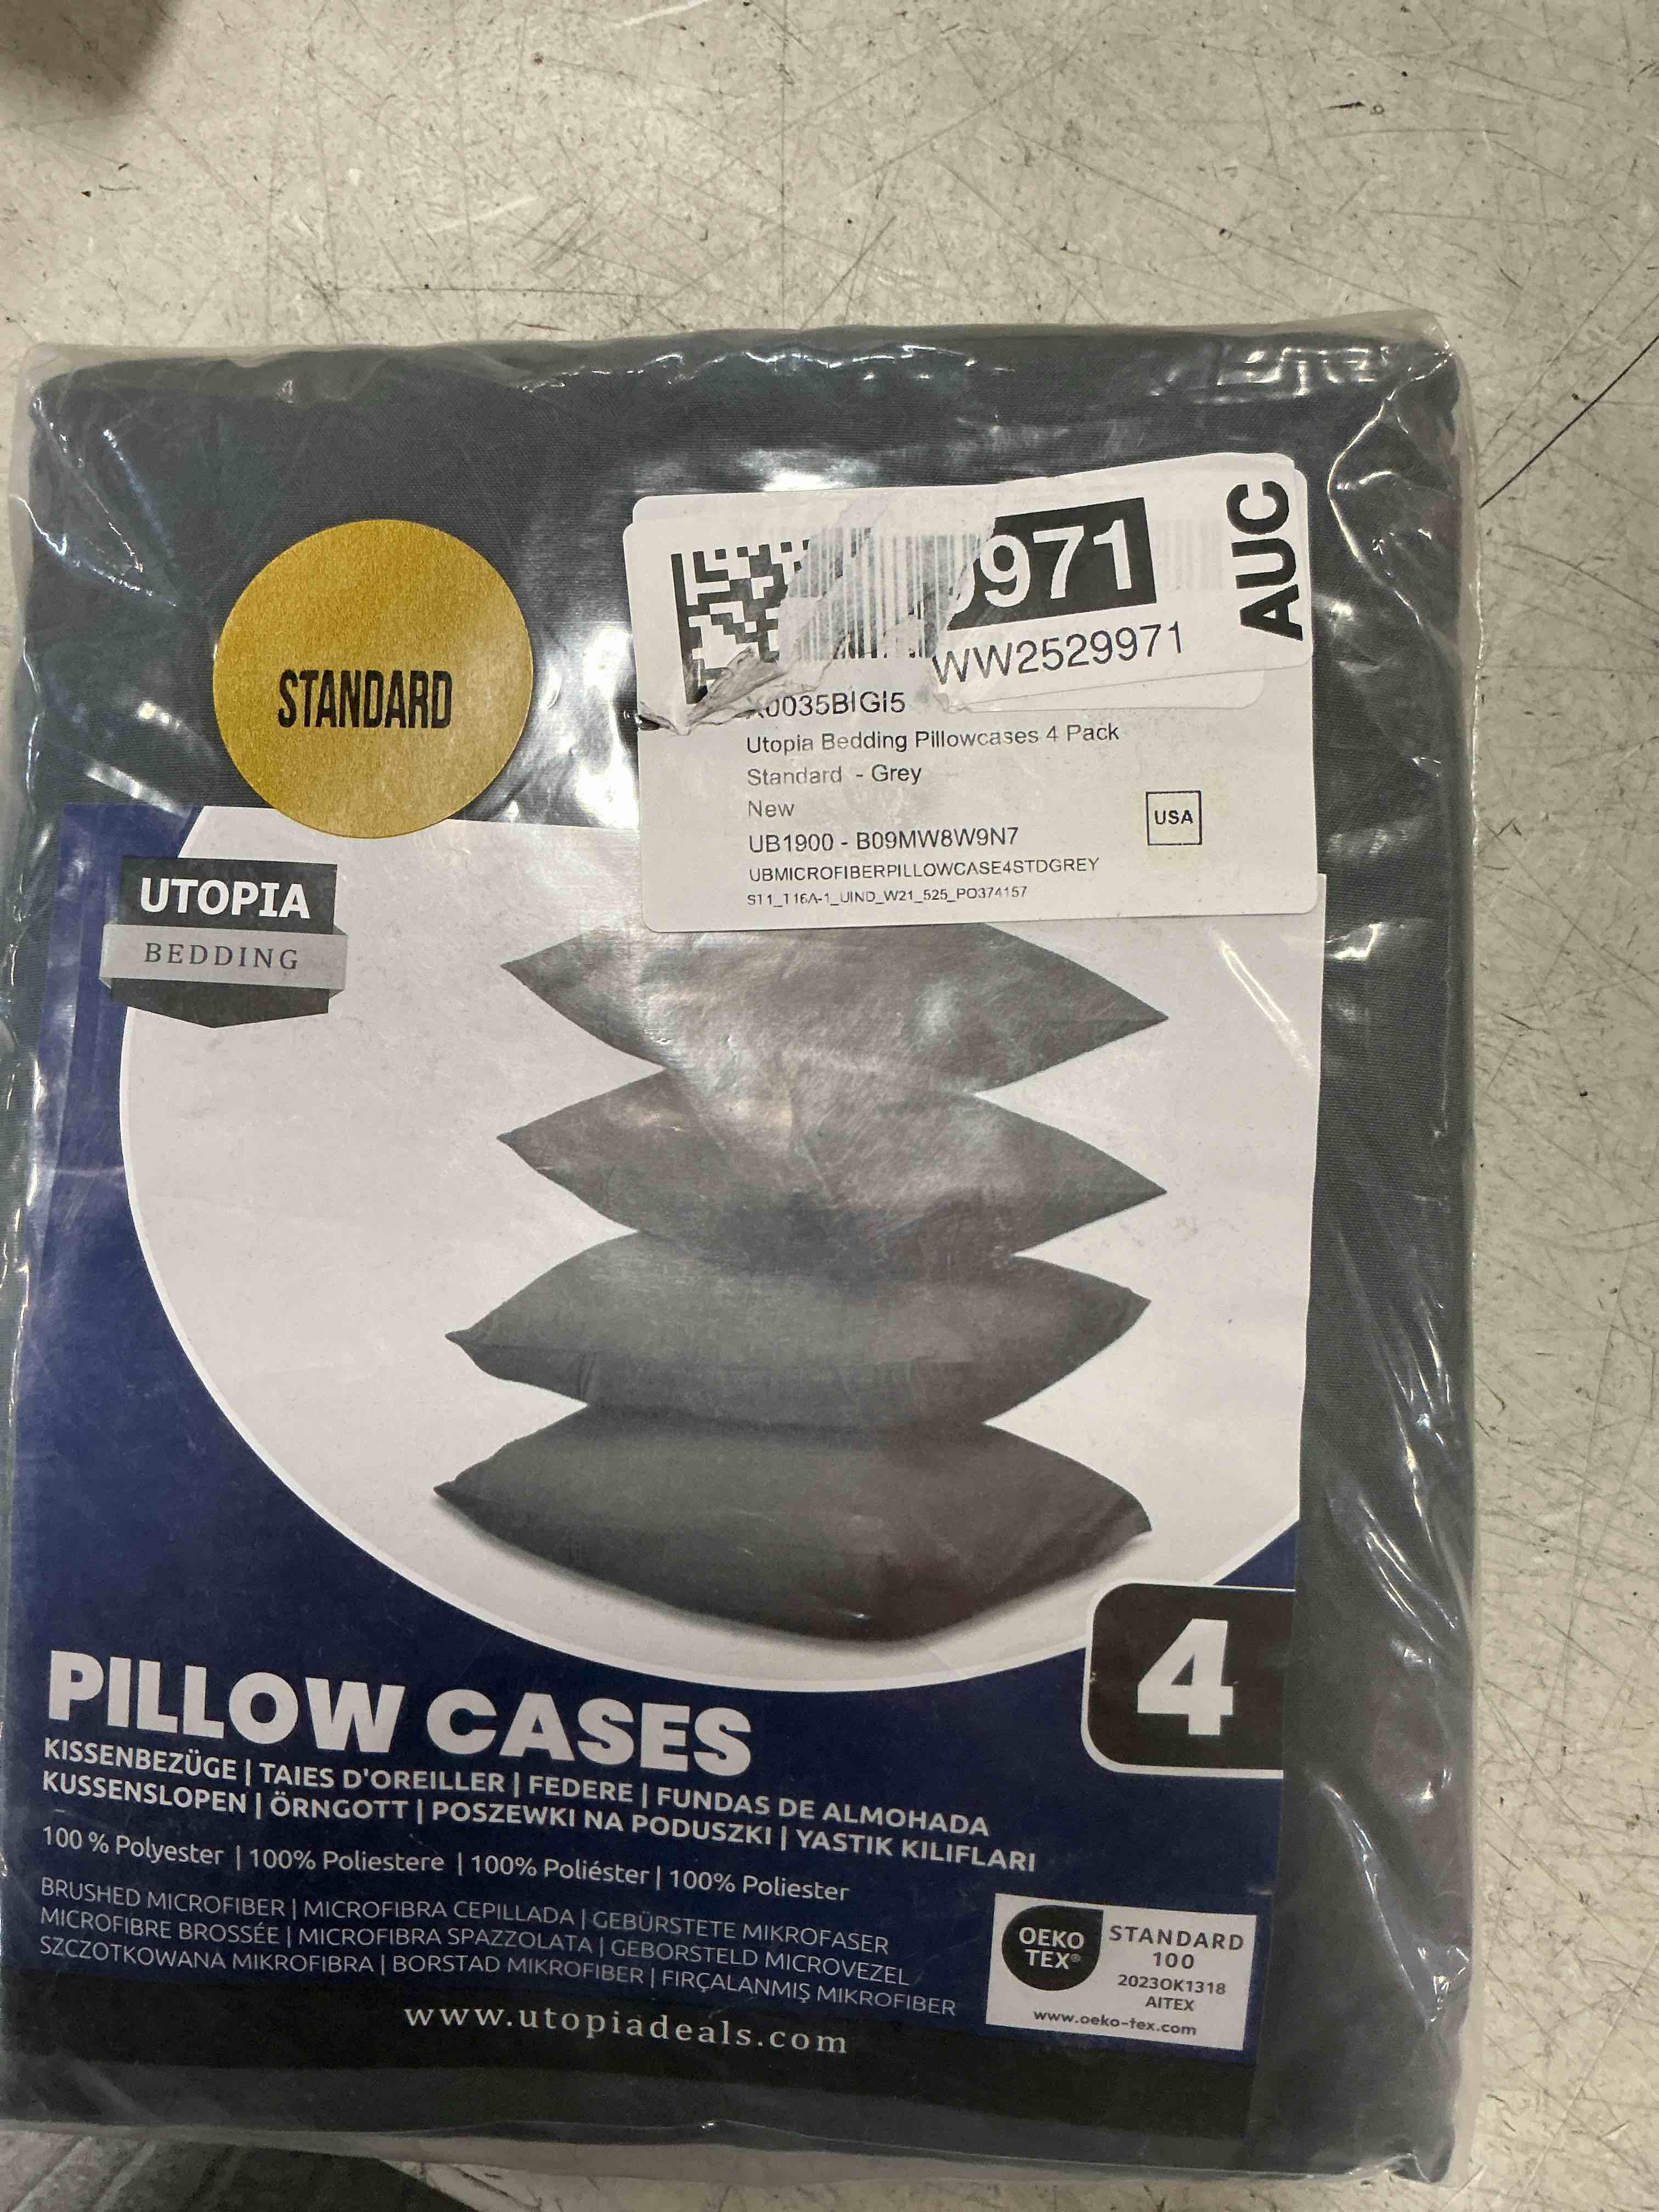 STANDARD
971
AUC
WW2529971
X0035BIGI5
Utopia Bedding Pillowcases 4 Pack
Standard - Grey
New
UB1900 - B09MW8W9N7
USA
UBMICROFIBERPILLOWCASE4STDGREY
ST1_T16A-1_UIND_W21_525_PO374157
UTOPIA
BEDDING
4
PILLOW CASES
KISSENBEZÜGE | TAIES D'OREILLER | FEDERE | FUNDAS DE ALMOHADA
KUSSENSLOPEN | ÖRNGOTT | POSZEWKI NA PODUSZKI | YASTIK KILIFLARI
100 % Polyester | 100% Poliestere | 100% Poliéster | 100% Poliester
BRUSHED MICROFIBER | MICROFIBRA CEPILLADA | GEBÜRSTETE MIKROFASER
MICROFIBRE BROSSÉE | MICROFIBRA SPAZZOLATA | GEBORSTELD MICROVEZEL
SZCZOTKOWANA MIKROFIBRA | BORSTAD MIKROFIBER | FIRÇALANMIŞ MIKROFIBER
www.utopiadeals.com
OEKO
TEX®
STANDARD
100
2023OK1318
AITEX
www.oeko-tex.com